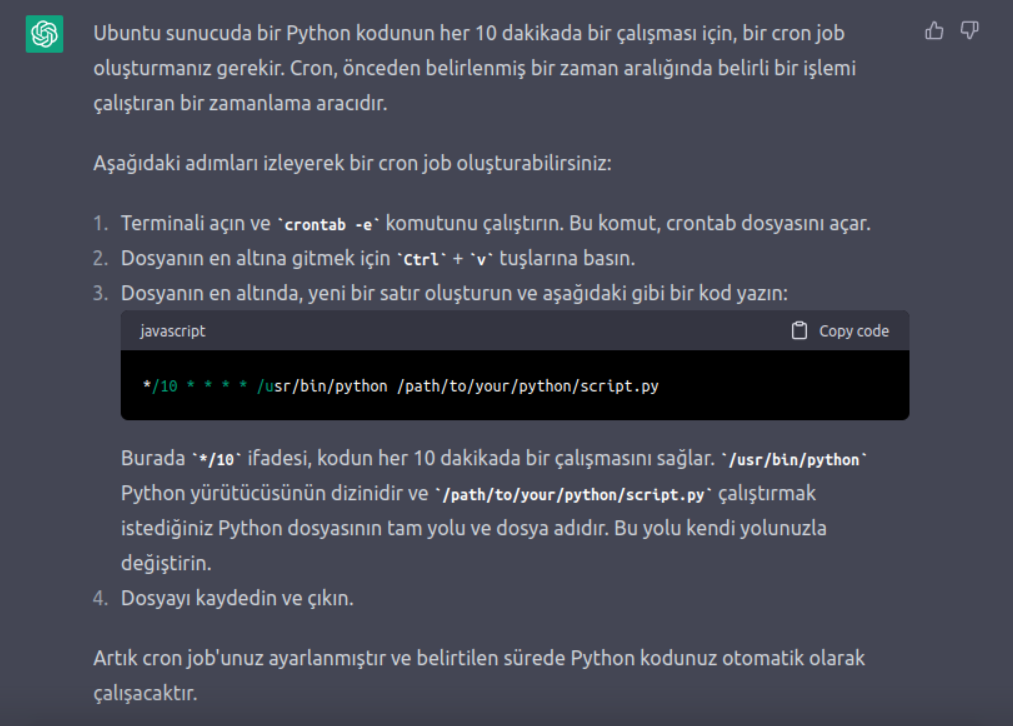 Ubuntu sunucuda bir Python kodunun her 10 dakikada bir çalışması için, bir cron job
oluşturmanız gerekir. Cron, önceden belirlenmiş bir zaman aralığında belirli bir işlemi
çalıştıran bir zamanlama aracıdır.
Aşağıdaki adımları izleyerek bir cron job oluşturabilirsiniz:
1. Terminali açın ve `crontab -e` komutunu çalıştırın. Bu komut, crontab dosyasını açar.
2. Dosyanın en altına gitmek için `Ctrl` + `v` tuşlarına basın.
3. Dosyanın en altında, yeni bir satır oluşturun ve aşağıdaki gibi bir kod yazın:
javascript Copy code
*/10 * * * * /usr/bin/python /path/to/your/python/script.py
Burada `*/10` ifadesi, kodun her 10 dakikada bir çalışmasını sağlar. `/usr/bin/python`
Python yürütücüsünün dizinidir ve `/path/to/your/python/script.py` çalıştırmak
istediğiniz Python dosyasının tam yolu ve dosya adıdır. Bu yolu kendi yolunuzla
değiştirin.
4. Dosyayı kaydedin ve çıkın.
Artık cron job'unuz ayarlanmıştır ve belirtilen sürede Python kodunuz otomatik olarak
çalışacaktır.